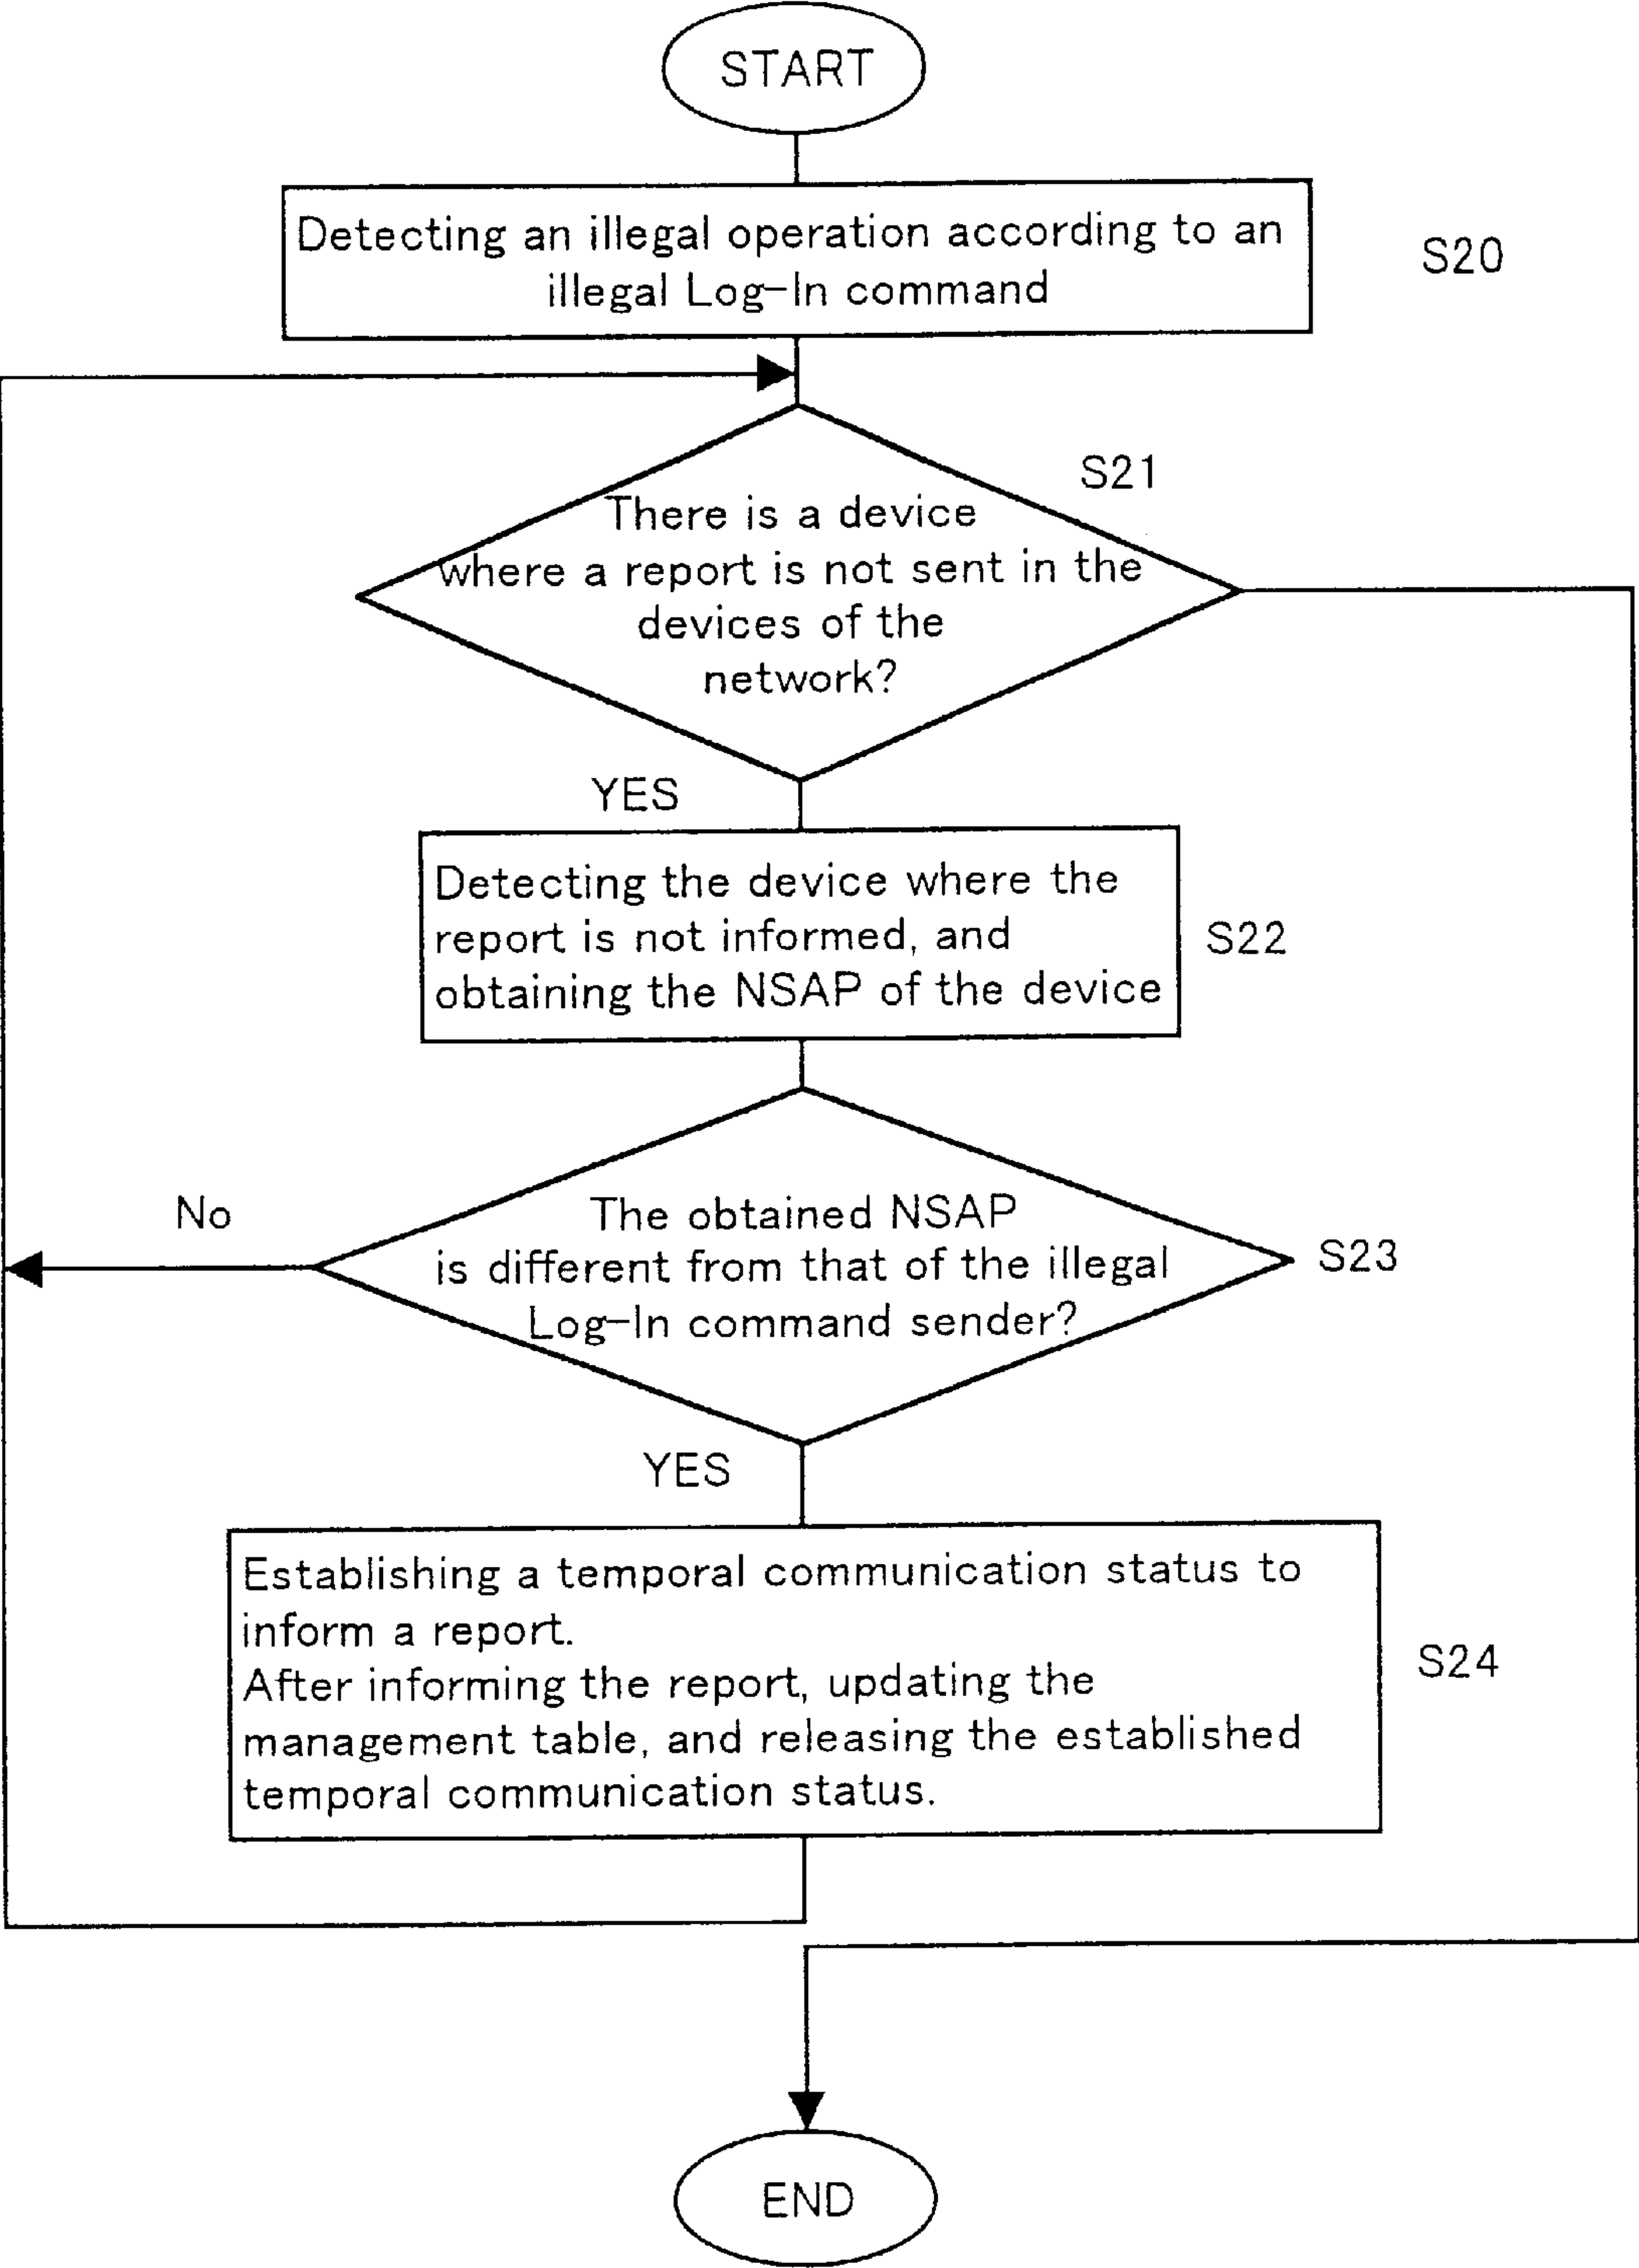 START
Detecting an illegal operation according to an
illegal Log-In command
S20
S21
There is a device
where a report is not sent in the
devices of the
network?
YES
Detecting the device where the
report is not informed, and
obtaining the NSAP of the device
S22
No
The obtained NSAP
is different from that of the illegal
Log-In command sender?
S23
YES
Establishing a temporal communication status to
inform a report.
After informing the report, updating the
management table, and releasing the established
temporal communication status.
S24
END